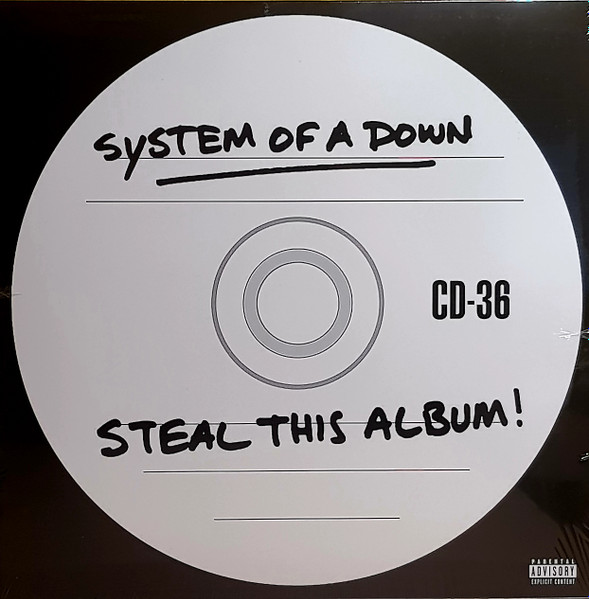 SYSTEM OF A DOWN
CD-36
STEAL THIS ALBUM!
PARENTAL
ADVISORY
EXPLICIT CONTENT